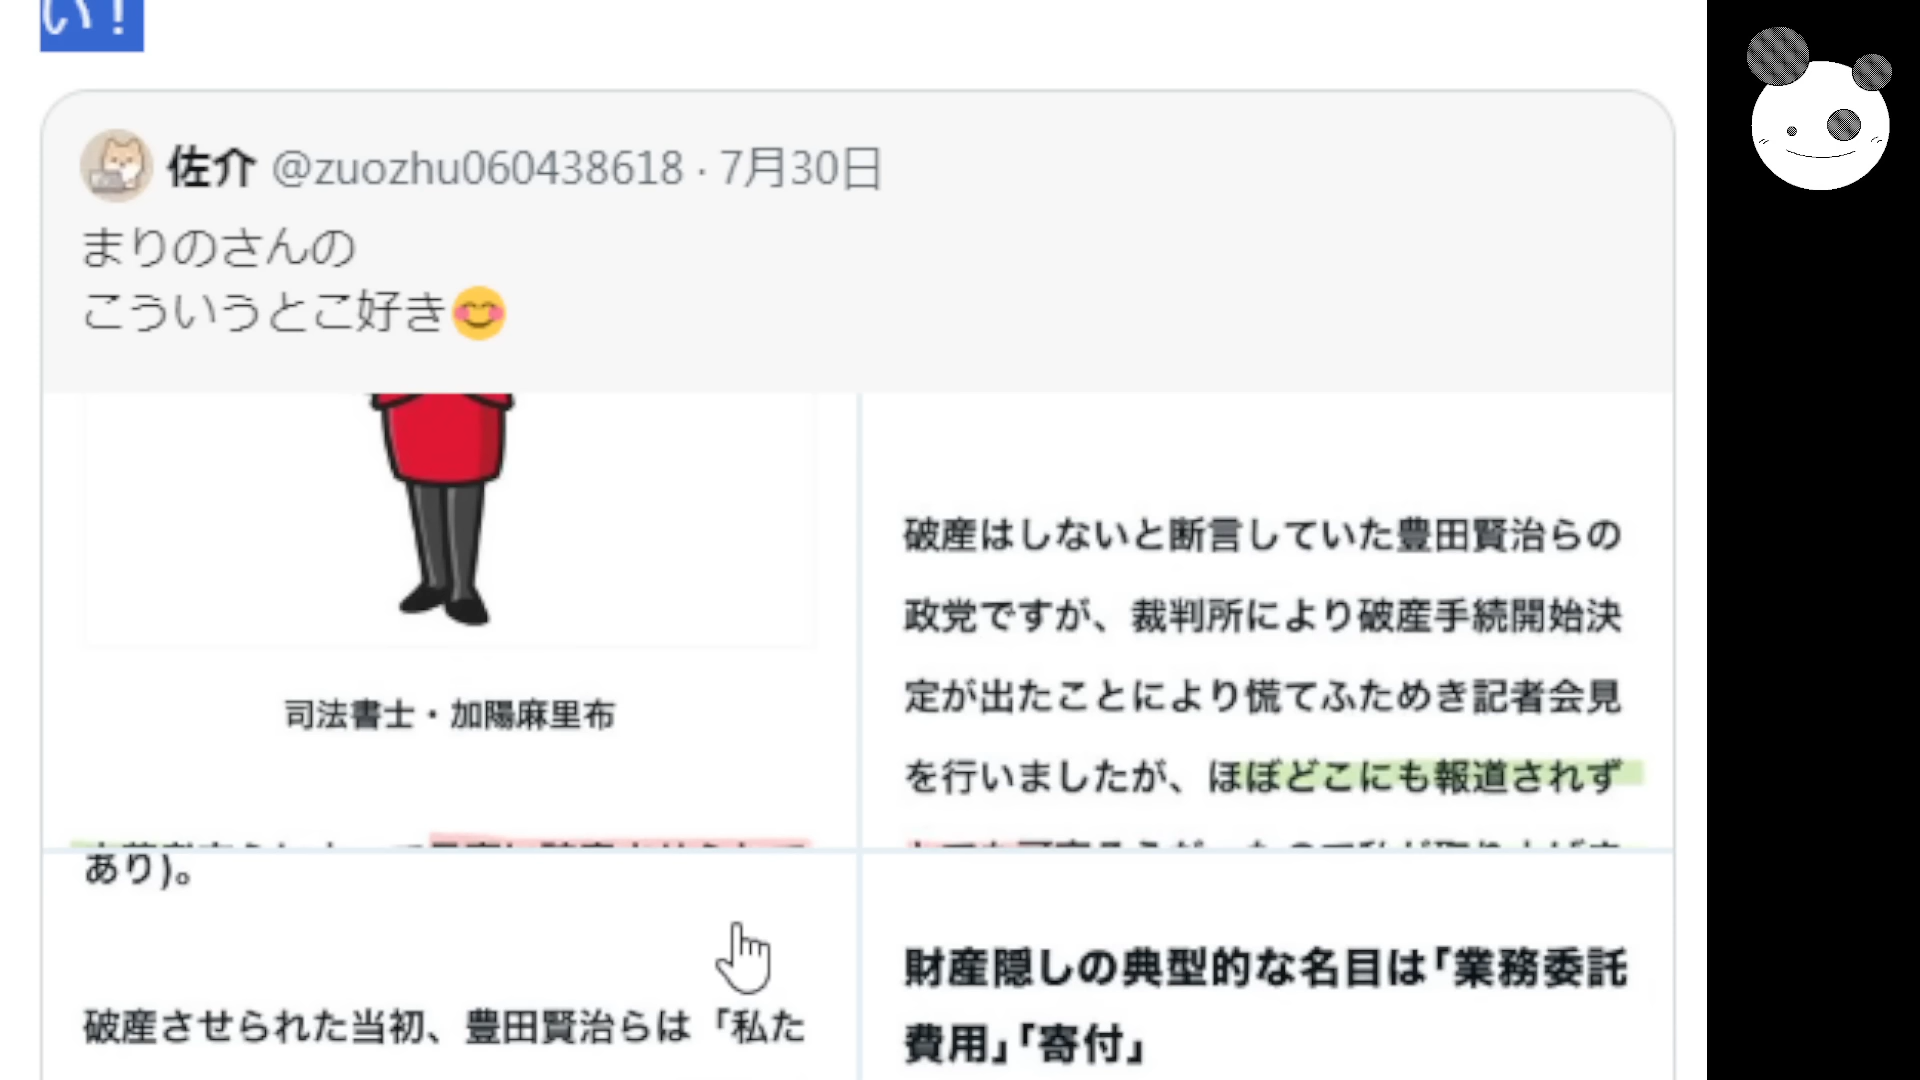 い！
佐介 @zuozhu060438618 · 7月30日
まりのさんの
こういうとこ好き😊
司法書士・加陽麻里布
破産はしないと断言していた豊田賢治らの
政党ですが、裁判所により破産手続開始決
定が出たことにより慌てふためき記者会見
を行いましたが、ほぼどこにも報道されず
あり)。
破産させられた当初、豊田賢治らは「私た
財産隠しの典型的な名目は「業務委託
費用」「寄付」